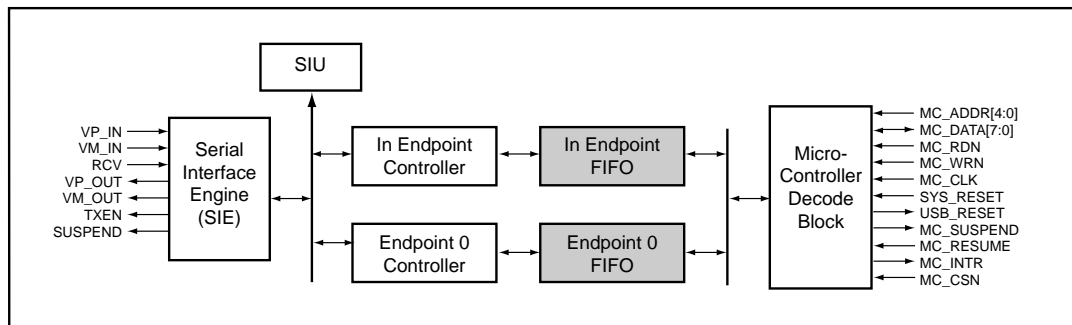 SIU
VP_IN
VM_IN
RCV
VP_OUT
VM_OUT
TXEN
SUSPEND
Serial
Interface
Engine
(SIE)
In Endpoint
Controller
In Endpoint
FIFO
Endpoint 0
Controller
Endpoint 0
FIFO
Micro-
Controller
Decode
Block
MC_ADDR[4:0]
MC_DATA[7:0]
MC_RDN
MC_WRN
MC_CLK
SYS_RESET
USB_RESET
MC_SUSPEND
MC_RESUME
MC_INTR
MC_CSN